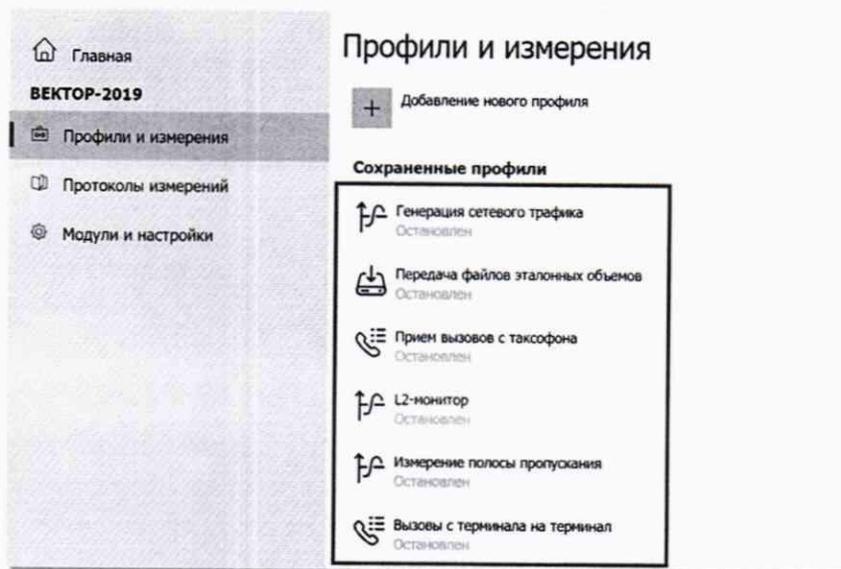 Главная
ВЕКТОР-2019
Профили и измерения
Протоколы измерений
Модули и настройки
Профили и измерения
Добавление нового профиля
Сохраненные профили
Генерация сетевого трафика
Остановлен
Передача файлов эталонных объемов
Остановлен
Прием вызовов с таксофона
Остановлен
L2-монитор
Остановлен
Измерение полосы пропускания
Остановлен
Вызовы с терминала на терминал
Остановлен